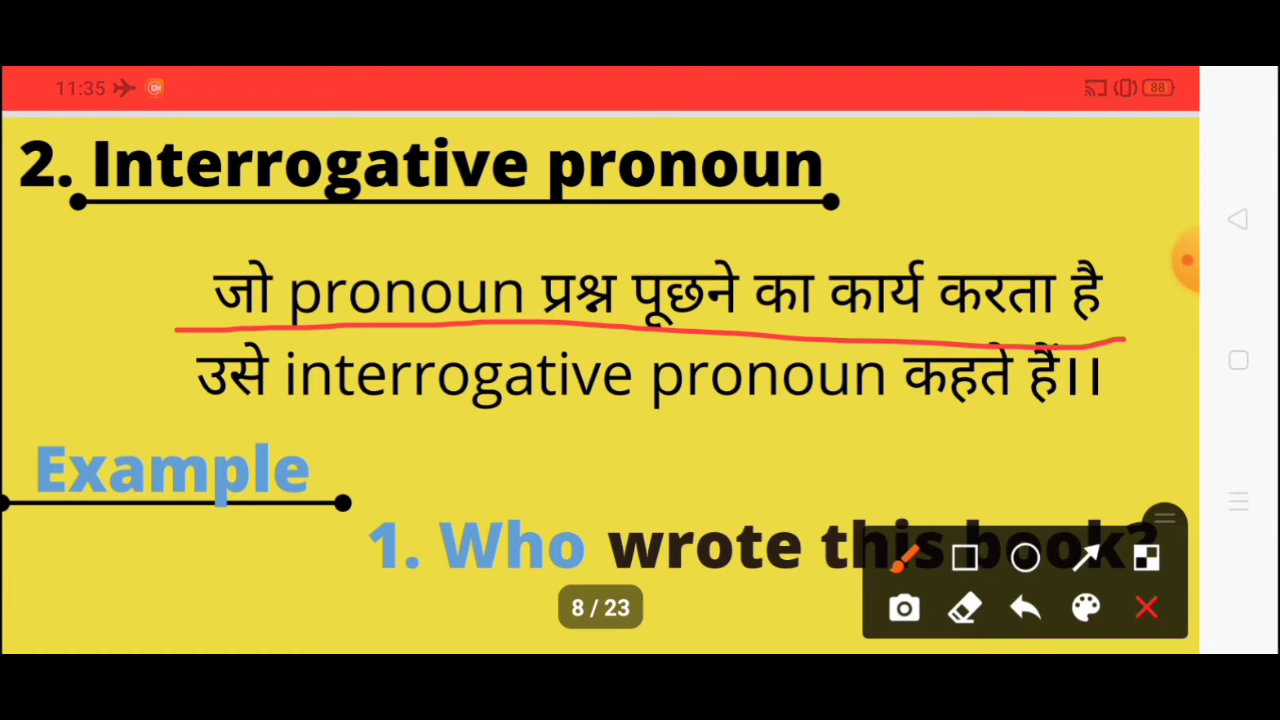 11:35
88
2. Interrogative pronoun
जो pronoun प्रश्न पूछने का कार्य करता है
उसे interrogative pronoun कहते हैं।।
Example
1. Who wrote this book?
8 / 23